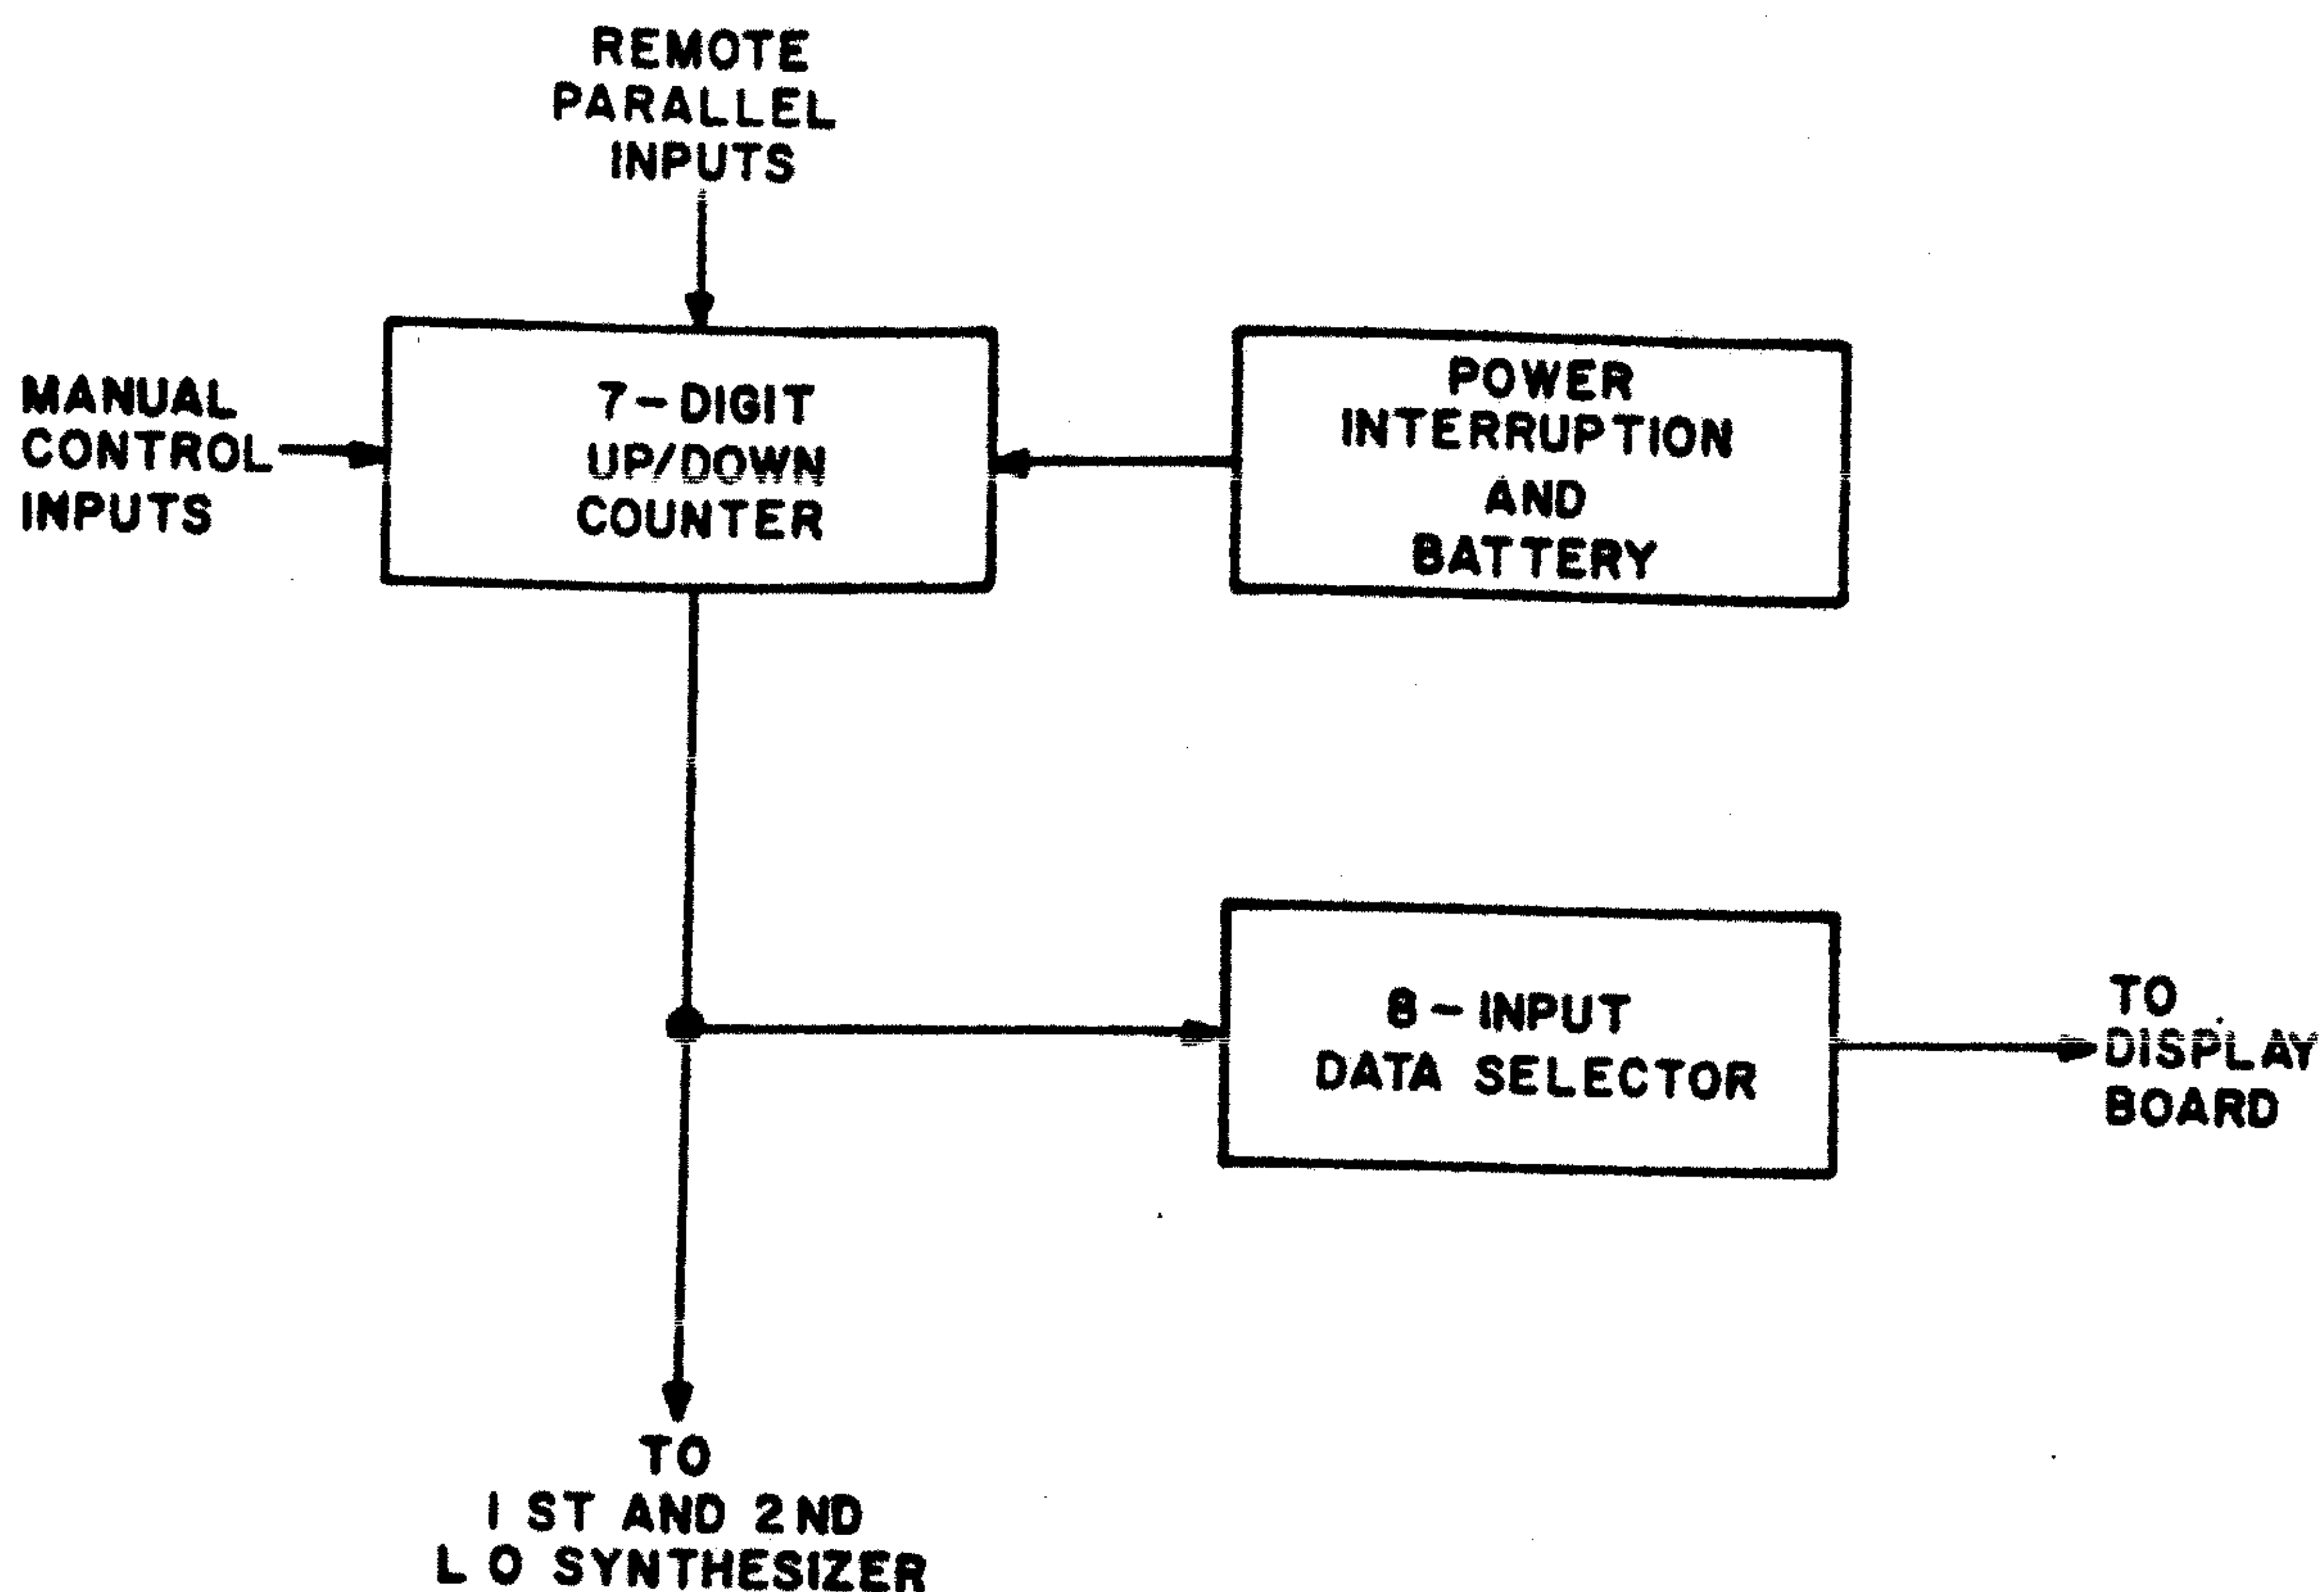 REMOTE
PARALLEL
INPUTS
MANUAL
CONTROL
INPUTS
7-DIGIT
UP/DOWN
COUNTER
POWER
INTERRUPTION
AND
BATTERY
8-INPUT
DATA SELECTOR
TO
DISPLAY
BOARD
TO
1 ST AND 2 ND
L O SYNTHESIZER